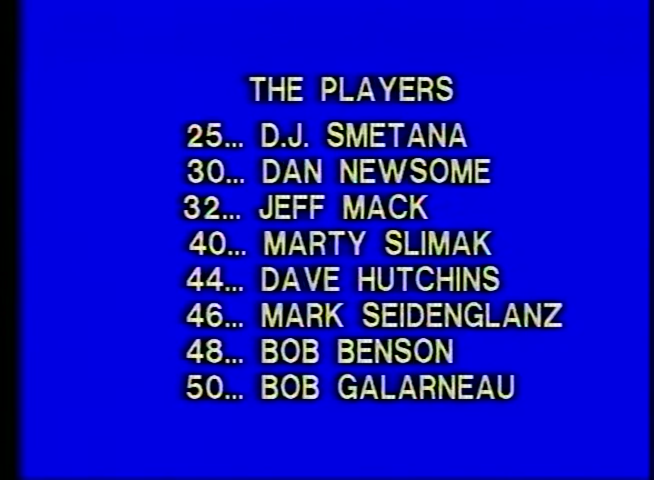 THE PLAYERS
25... D.J. SMETANA
30... DAN NEWSOME
32... JEFF MACK
40... MARTY SLIMAK
44... DAVE HUTCHINS
46... MARK SEIDENGLANZ
48... BOB BENSON
50... BOB GALARNEAU